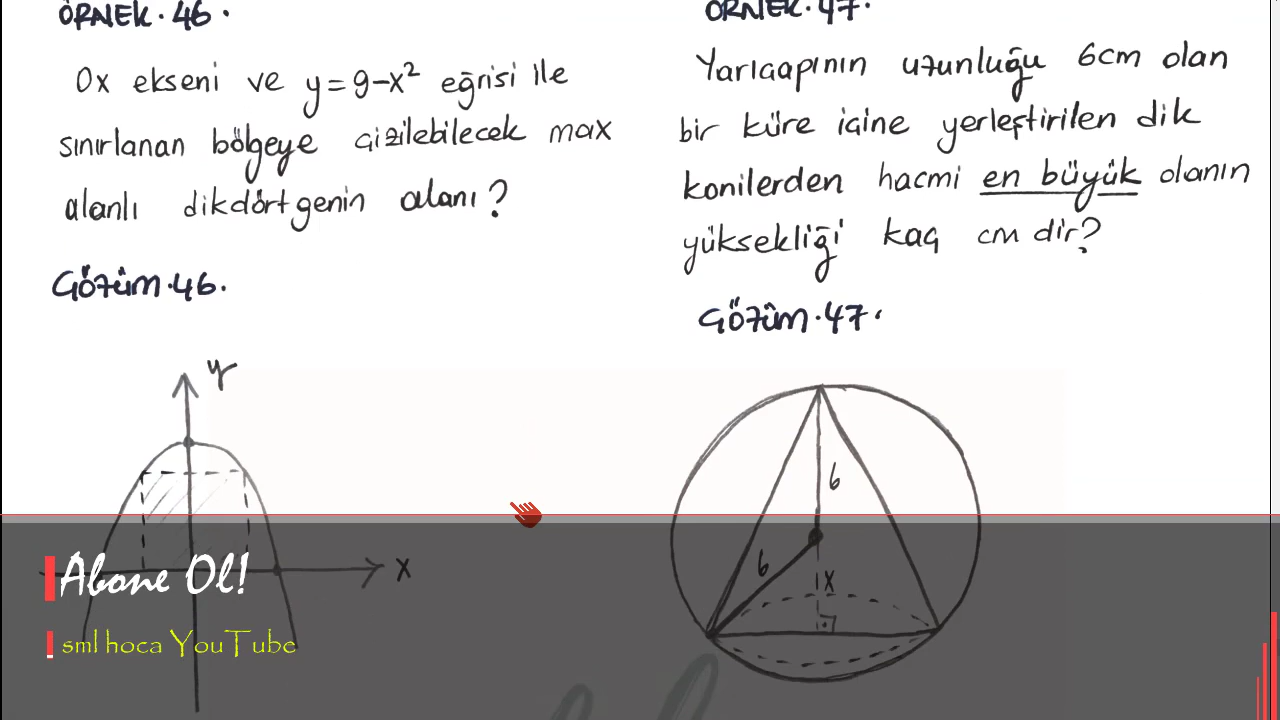 ÖRNEK.46.
Ox ekseni ve y=9-x² eğrisi ile
sınırlanan bölgeye çizilebilecek max
alanlı dikdörtgenin alanı?
ÇÖZÜM.46.
y
x
ÖRNEK.47.
Yarıçapının uzunluğu 6cm olan
bir küre içine yerleştirilen dik
konilerden hacmi en büyük olanın
yüksekliği kaç cm dir?
ÇÖZÜM.47.
6
6
x
Abone Ol!
sml hoca YouTube